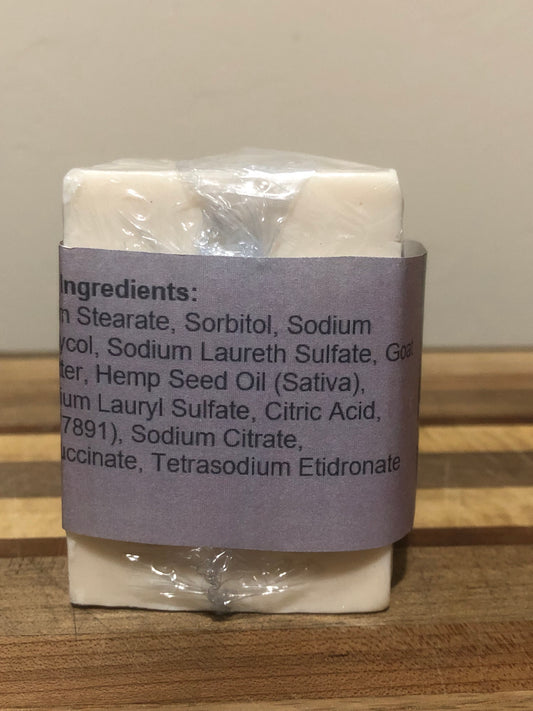 Ingredients:
m Stearate, Sorbitol, Sodium
ycol, Sodium Laureth Sulfate, Goat
ter, Hemp Seed Oil (Sativa),
ium Lauryl Sulfate, Citric Acid,
7891), Sodium Citrate,
uccinate, Tetrasodium Etidronate